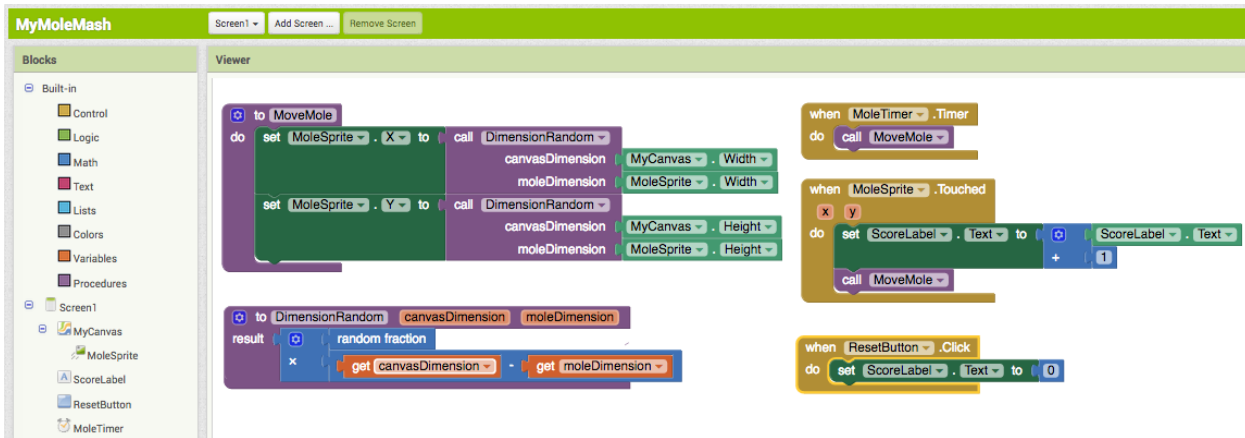 MyMoleMash
Screen1
Add Screen ...
Remove Screen
Blocks
Viewer
Built-in
Control
Logic
Math
Text
Lists
Colors
Variables
Procedures
Screen1
MyCanvas
MoleSprite
A ScoreLabel
ResetButton
MoleTimer
to MoveMole
do set MoleSprite . X to call DimensionRandom
canvasDimension MyCanvas . Width
moleDimension MoleSprite . Width
set MoleSprite . Y to call DimensionRandom
canvasDimension MyCanvas . Height
moleDimension MoleSprite . Height
to DimensionRandom canvasDimension moleDimension
result random fraction
× get canvasDimension - get moleDimension
when MoleTimer .Timer
do call MoveMole
when MoleSprite .Touched
x y
do set ScoreLabel . Text to ScoreLabel . Text
+ 1
call MoveMole
when ResetButton .Click
do set ScoreLabel . Text to 0